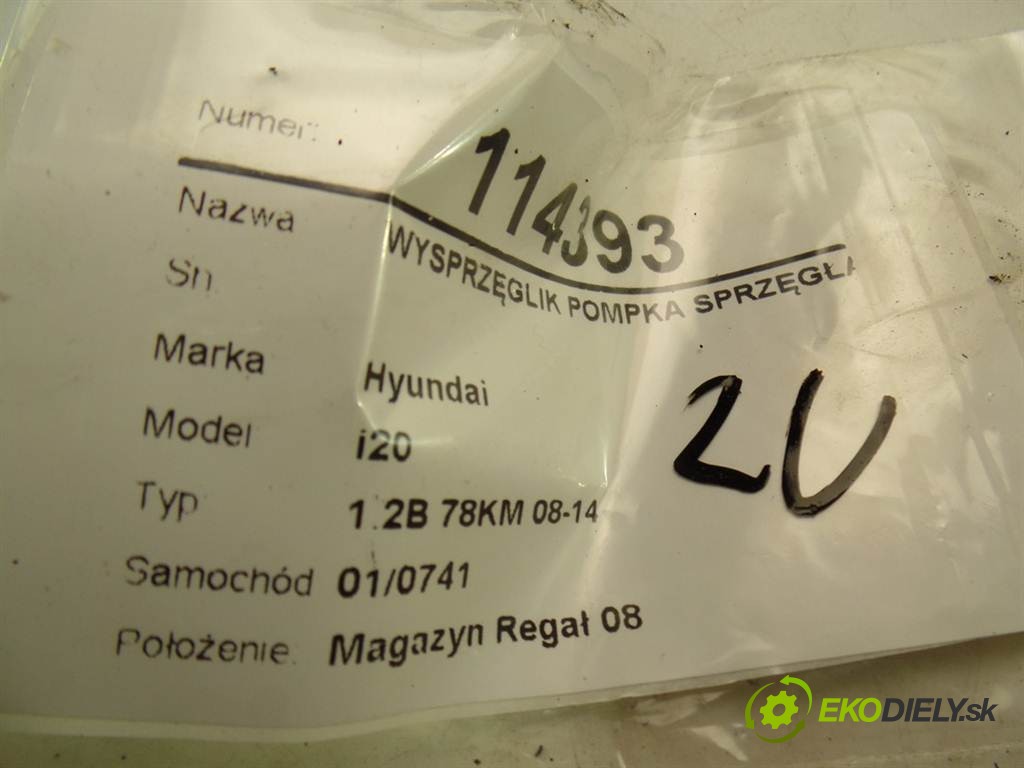 Numer: 114393
Nazwa WYSPRZĘGLIK POMPKA SPRZĘGŁA
Sn.
Marka Hyundai
Model i20
Typ 1.2B 78KM 08-14
Samochód 01/0741
Położenie: Magazyn Regał 08
EKODIELY.sk